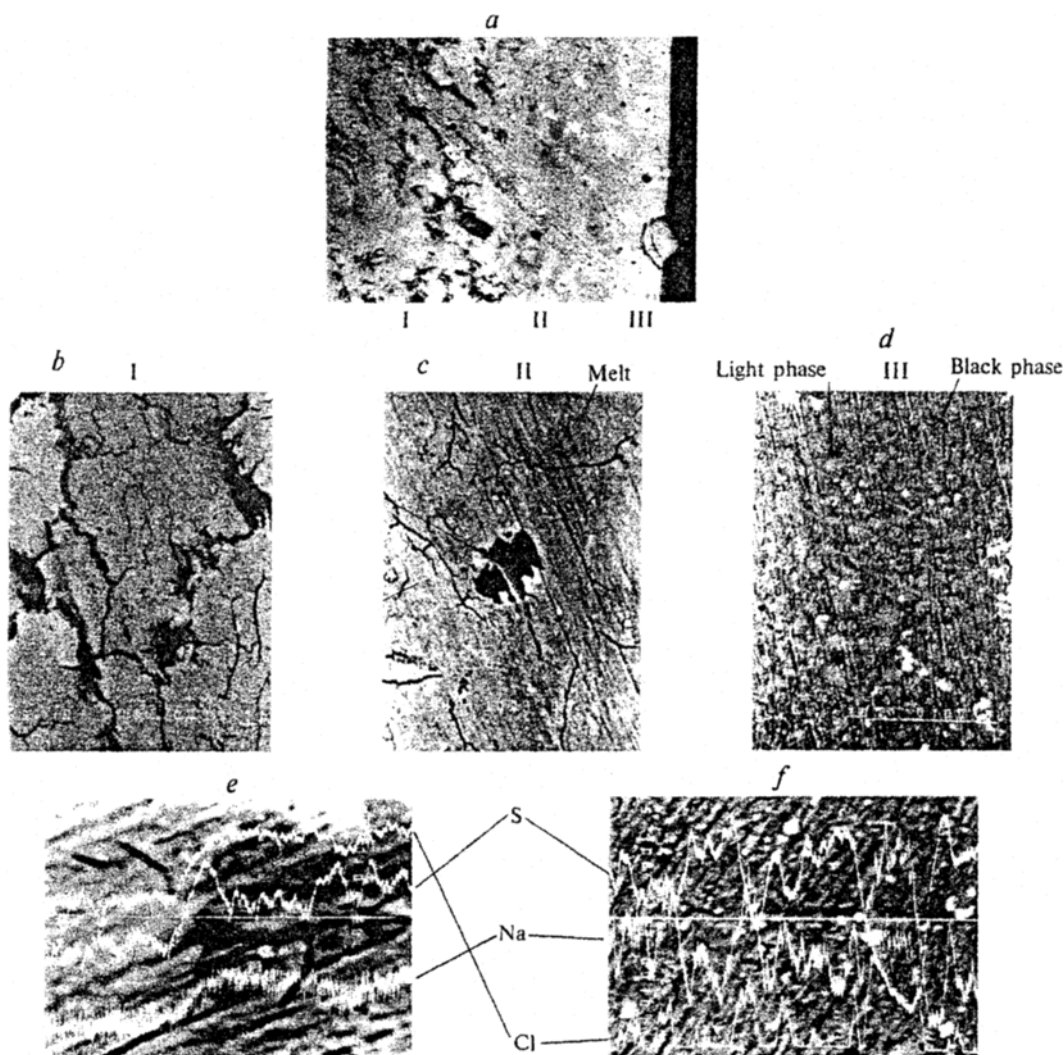 a
I II III
b I
c II Melt
d
Light phase III Black phase
e
f
S
Na
Cl